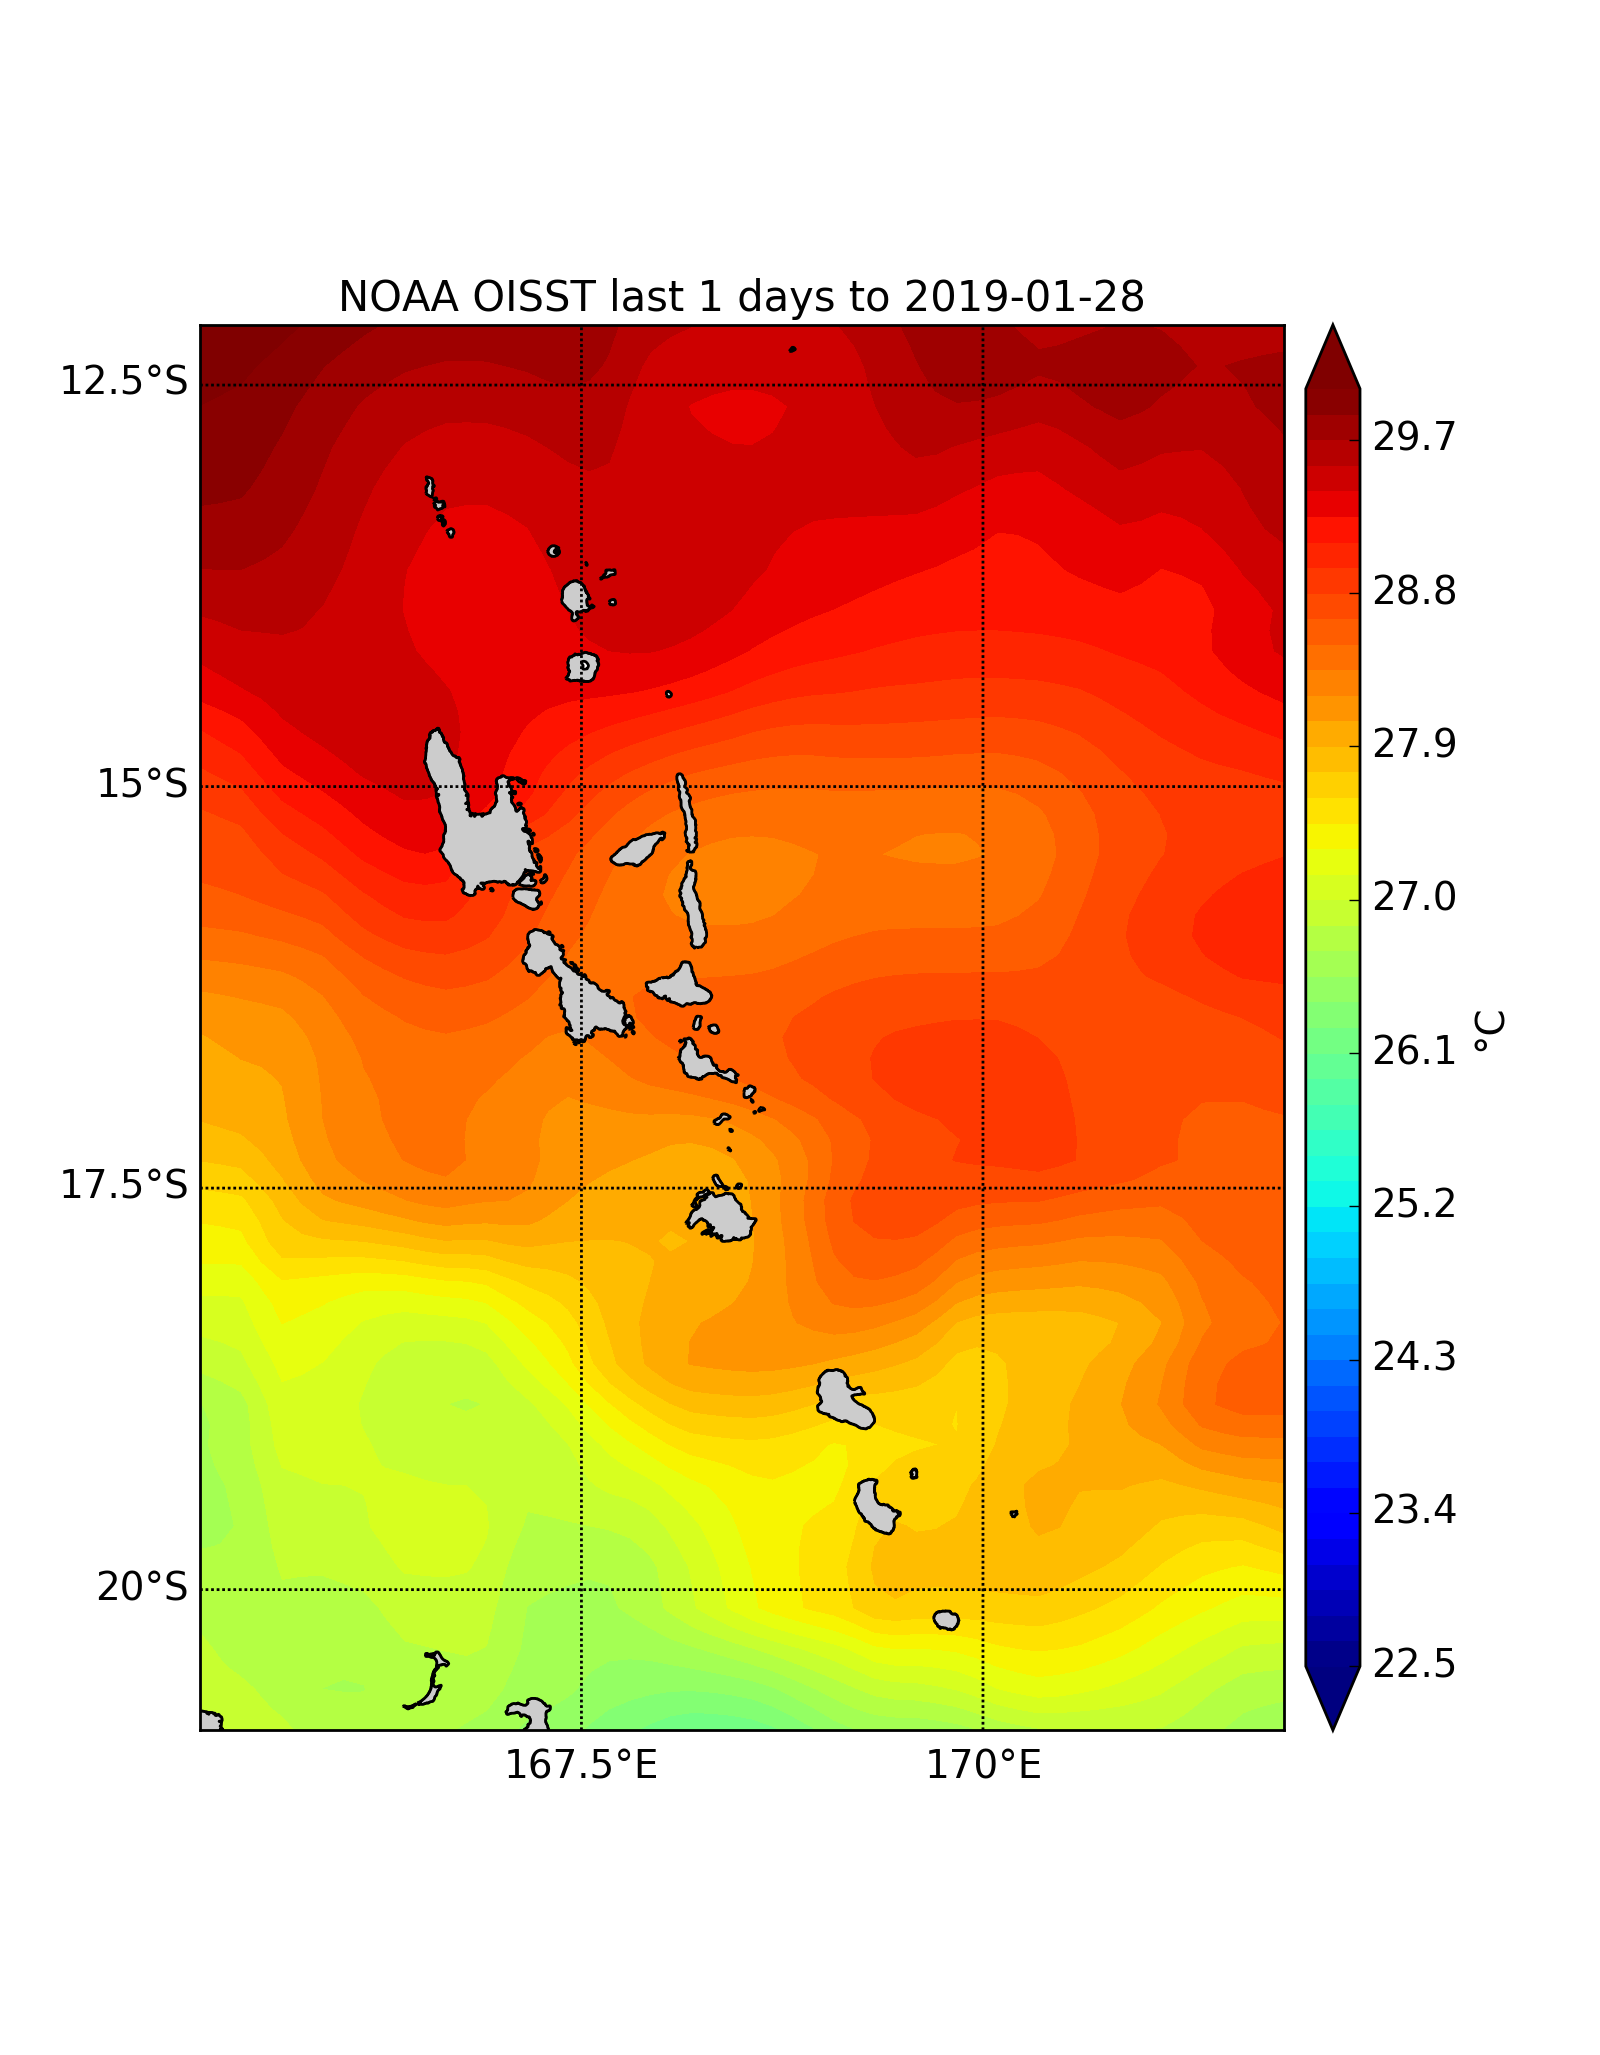 NOAA OISST last 1 days to 2019-01-28
12.5°S
15°S
17.5°S
20°S
167.5°E
170°E
29.7
28.8
27.9
27.0
26.1
25.2
24.3
23.4
22.5
°C